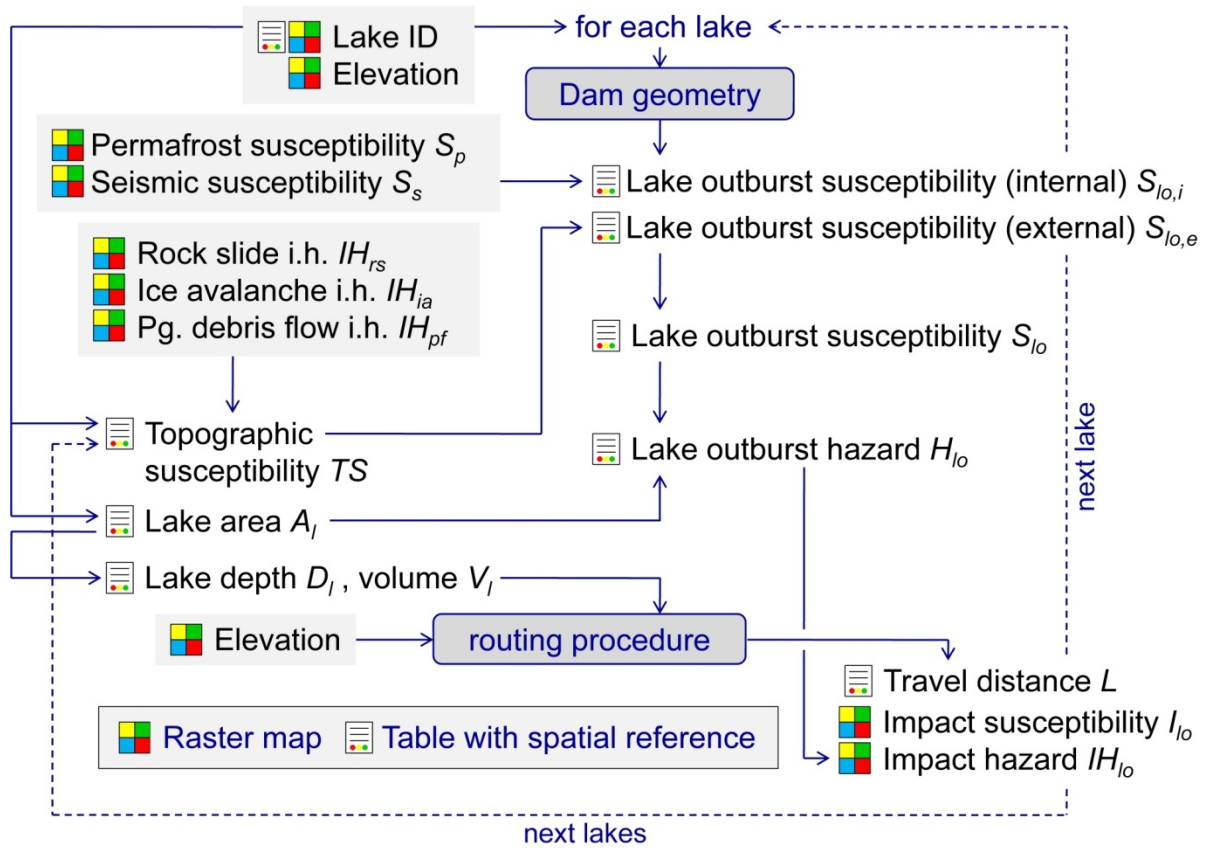 Lake ID
for each lake
Elevation
Dam geometry
Permafrost susceptibility Sp
Seismic susceptibility Ss
Lake outburst susceptibility (internal) Slo,i
Lake outburst susceptibility (external) Slo,e
Rock slide i.h. IHrs
Ice avalanche i.h. IHia
Pg. debris flow i.h. IHpf
Lake outburst susceptibility Slo
Topographic
susceptibility TS
Lake outburst hazard Hlo
next lake
Lake area Al
Lake depth Dl , volume Vl
Elevation
routing procedure
Travel distance L
Impact susceptibility Ilo
Impact hazard IHlo
Raster map
Table with spatial reference
next lakes